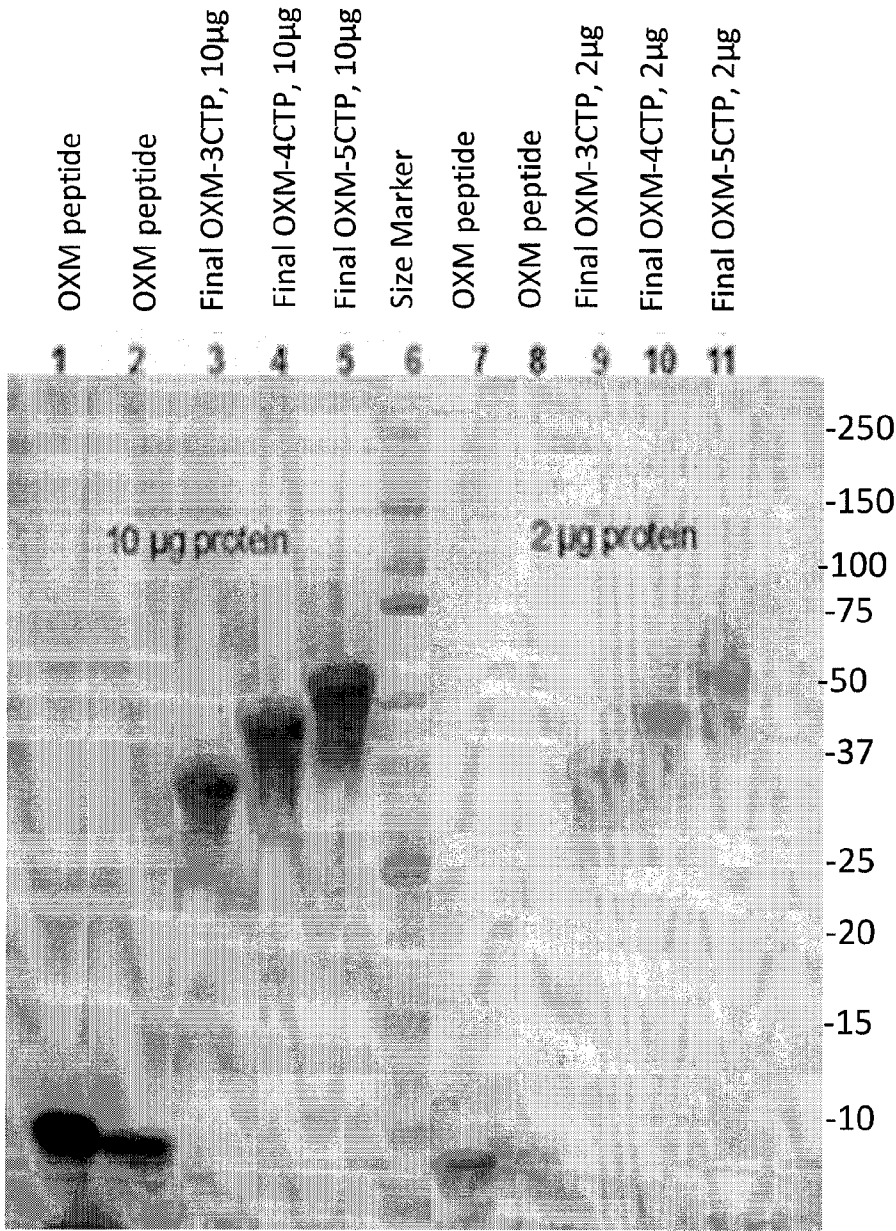 OXM peptide
OXM peptide
Final OXM-3CTP, 10µg
Final OXM-4CTP, 10µg
Final OXM-5CTP, 10µg
Size Marker
OXM peptide
OXM peptide
Final OXM-3CTP, 2µg
Final OXM-4CTP, 2µg
Final OXM-5CTP, 2µg
1 2 3 4 5 6 7 8 9 10 11
10 µg protein
2 µg protein
-250
-150
-100
-75
-50
-37
-25
-20
-15
-10